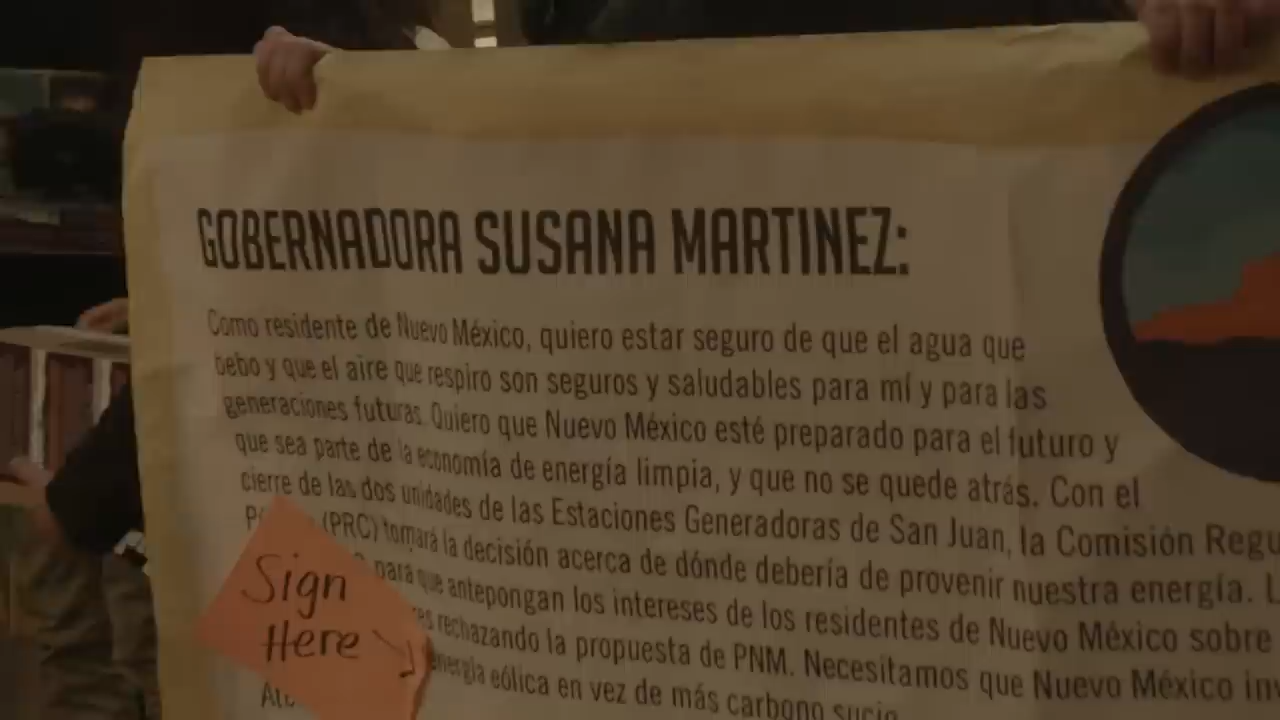 GOBERNADORA SUSANA MARTINEZ:
Como residente de Nuevo México, quiero estar seguro de que el agua que
bebo y que el aire que respiro son seguros y saludables para mí y para las
generaciones futuras. Quiero que Nuevo México esté preparado para el futuro y
que sea parte de la economía de energía limpia, y que no se quede atrás. Con el
cierre de las dos unidades de las Estaciones Generadoras de San Juan, la Comisión
(PRC) tomará la decisión acerca de dónde debería de provenir nuestra energía.
para que antepongan los intereses de los residentes de Nuevo México sobre
rechazando la propuesta de PNM. Necesitamos que Nuevo México
energía eólica en vez de más carbono sucio
Sign
Here